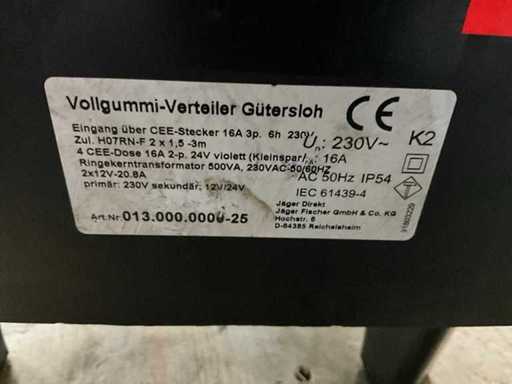 Vollgummi-Verteiler Gütersloh
CE
K2
Eingang über CEE-Stecker 16A 3p. 6h 230V
Zul. H07RN-F 2 x 1,5 -3m
4 CEE-Dose 16A 2-p. 24V violett (Kleinspan
Ringekerntransformator 500VA, 230VAC-50/60HZ
2x12V-20.8A
primär: 230V sekundär: 12V/24V
Un: 230V~
: 16A
AC 50Hz IP54
IEC 61439-4
Art.Nr. 013.000.0000-25
Jäger Direkt
Jäger Fischer GmbH & Co. KG
Hochstr. 6
D-64385 Reichelsheim